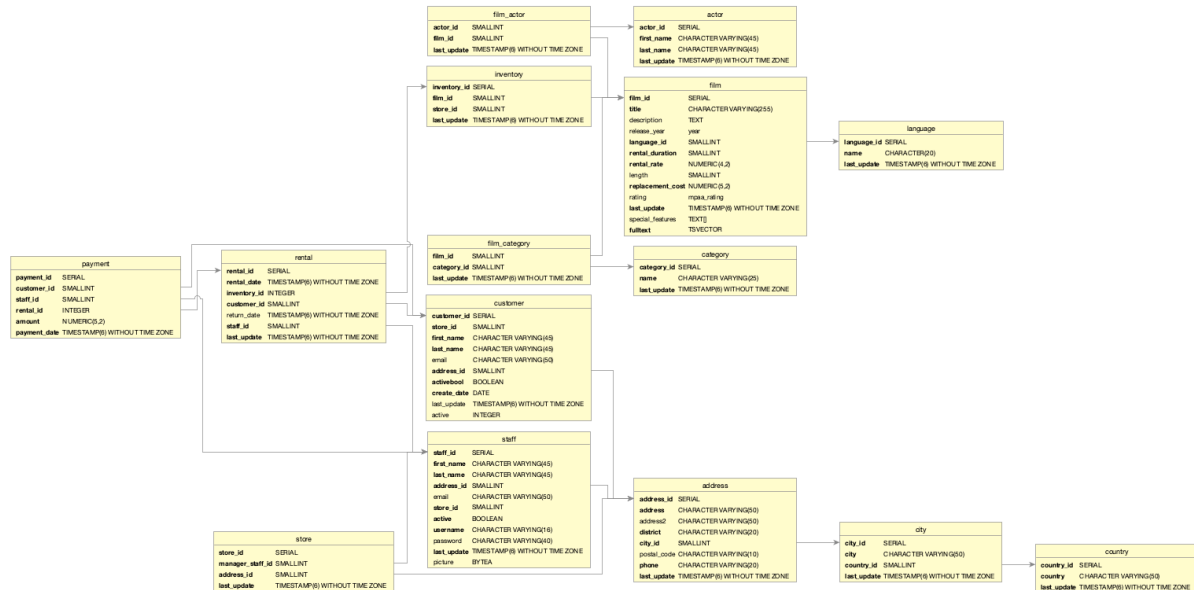 film_actor
actor_id SMALLINT
film_id SMALLINT
last_update TIMESTAMP(6) WITHOUT TIME ZONE
actor
actor_id SERIAL
first_name CHARACTER VARYING(45)
last_name CHARACTER VARYING(45)
last_update TIMESTAMP(6) WITHOUT TIME ZONE
inventory
inventory_id SERIAL
film_id SMALLINT
store_id SMALLINT
last_update TIMESTAMP(6) WITHOUT TIME ZONE
film
film_id SERIAL
title CHARACTER VARYING(255)
description TEXT
release_year year
language_id SMALLINT
rental_duration SMALLINT
rental_rate NUMERIC(4,2)
length SMALLINT
replacement_cost NUMERIC(5,2)
rating mpaa_rating
last_update TIMESTAMP(6) WITHOUT TIME ZONE
special_features TEXT[]
fulltext TSVECTOR
language
language_id SERIAL
name CHARACTER(20)
last_update TIMESTAMP(6) WITHOUT TIME ZONE
film_category
film_id SMALLINT
category_id SMALLINT
last_update TIMESTAMP(6) WITHOUT TIME ZONE
category
category_id SERIAL
name CHARACTER VARYING(25)
last_update TIMESTAMP(6) WITHOUT TIME ZONE
payment
payment_id SERIAL
customer_id SMALLINT
staff_id SMALLINT
rental_id INTEGER
amount NUMERIC(5,2)
payment_date TIMESTAMP(6) WITHOUT TIME ZONE
rental
rental_id SERIAL
rental_date TIMESTAMP(6) WITHOUT TIME ZONE
inventory_id INTEGER
customer_id SMALLINT
return_date TIMESTAMP(6) WITHOUT TIME ZONE
staff_id SMALLINT
last_update TIMESTAMP(6) WITHOUT TIME ZONE
customer
customer_id SERIAL
store_id SMALLINT
first_name CHARACTER VARYING(45)
last_name CHARACTER VARYING(45)
email CHARACTER VARYING(50)
address_id SMALLINT
activebool BOOLEAN
create_date DATE
last_update TIMESTAMP(6) WITHOUT TIME ZONE
active INTEGER
staff
staff_id SERIAL
first_name CHARACTER VARYING(45)
last_name CHARACTER VARYING(45)
address_id SMALLINT
email CHARACTER VARYING(50)
store_id SMALLINT
active BOOLEAN
username CHARACTER VARYING(16)
password CHARACTER VARYING(40)
last_update TIMESTAMP(6) WITHOUT TIME ZONE
picture BYTEA
store
store_id SERIAL
manager_staff_id SMALLINT
address_id SMALLINT
last_update TIMESTAMP(6) WITHOUT TIME ZONE
address
address_id SERIAL
address CHARACTER VARYING(50)
address2 CHARACTER VARYING(50)
district CHARACTER VARYING(20)
city_id SMALLINT
postal_code CHARACTER VARYING(10)
phone CHARACTER VARYING(20)
last_update TIMESTAMP(6) WITHOUT TIME ZONE
city
city_id SERIAL
city CHARACTER VARYING(50)
country_id SMALLINT
last_update TIMESTAMP(6) WITHOUT TIME ZONE
country
country_id SERIAL
country CHARACTER VARYING(50)
last_update TIMESTAMP(6) WITHOUT TIME ZONE